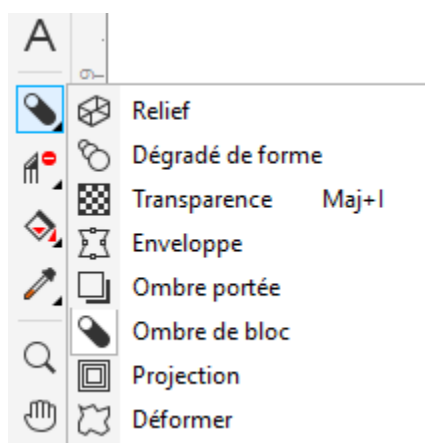 A
Relief
Dégradé de forme
Transparence Maj+I
Enveloppe
Ombre portée
Ombre de bloc
Projection
Déformer